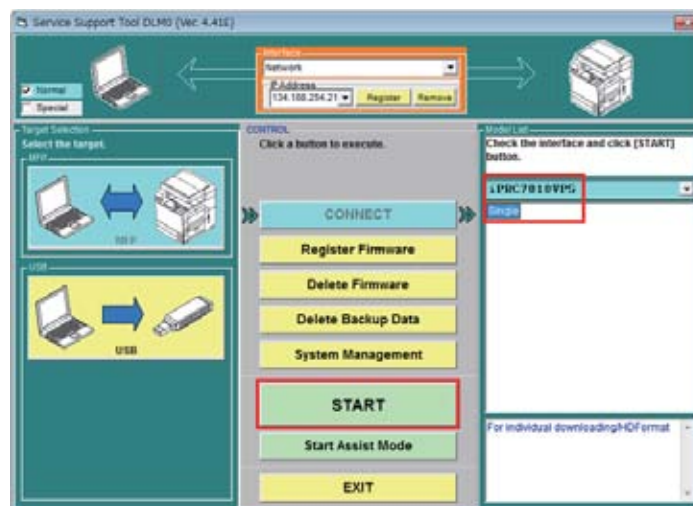 Service Support Tool DLM0 (Ver. 4.41E)
Interface
Network
IP Address
134.188.254.21
Register
Remove
Normal
Special
Target Selection
Select the target.
MFP
MFP
USB
USB
CONTROL
Click a button to execute.
CONNECT
Register Firmware
Delete Firmware
Delete Backup Data
System Management
START
Start Assist Mode
EXIT
Model List
Check the interface and click [START]
button.
iPRC7010VPS
Single
For individual downloading/HDFormat